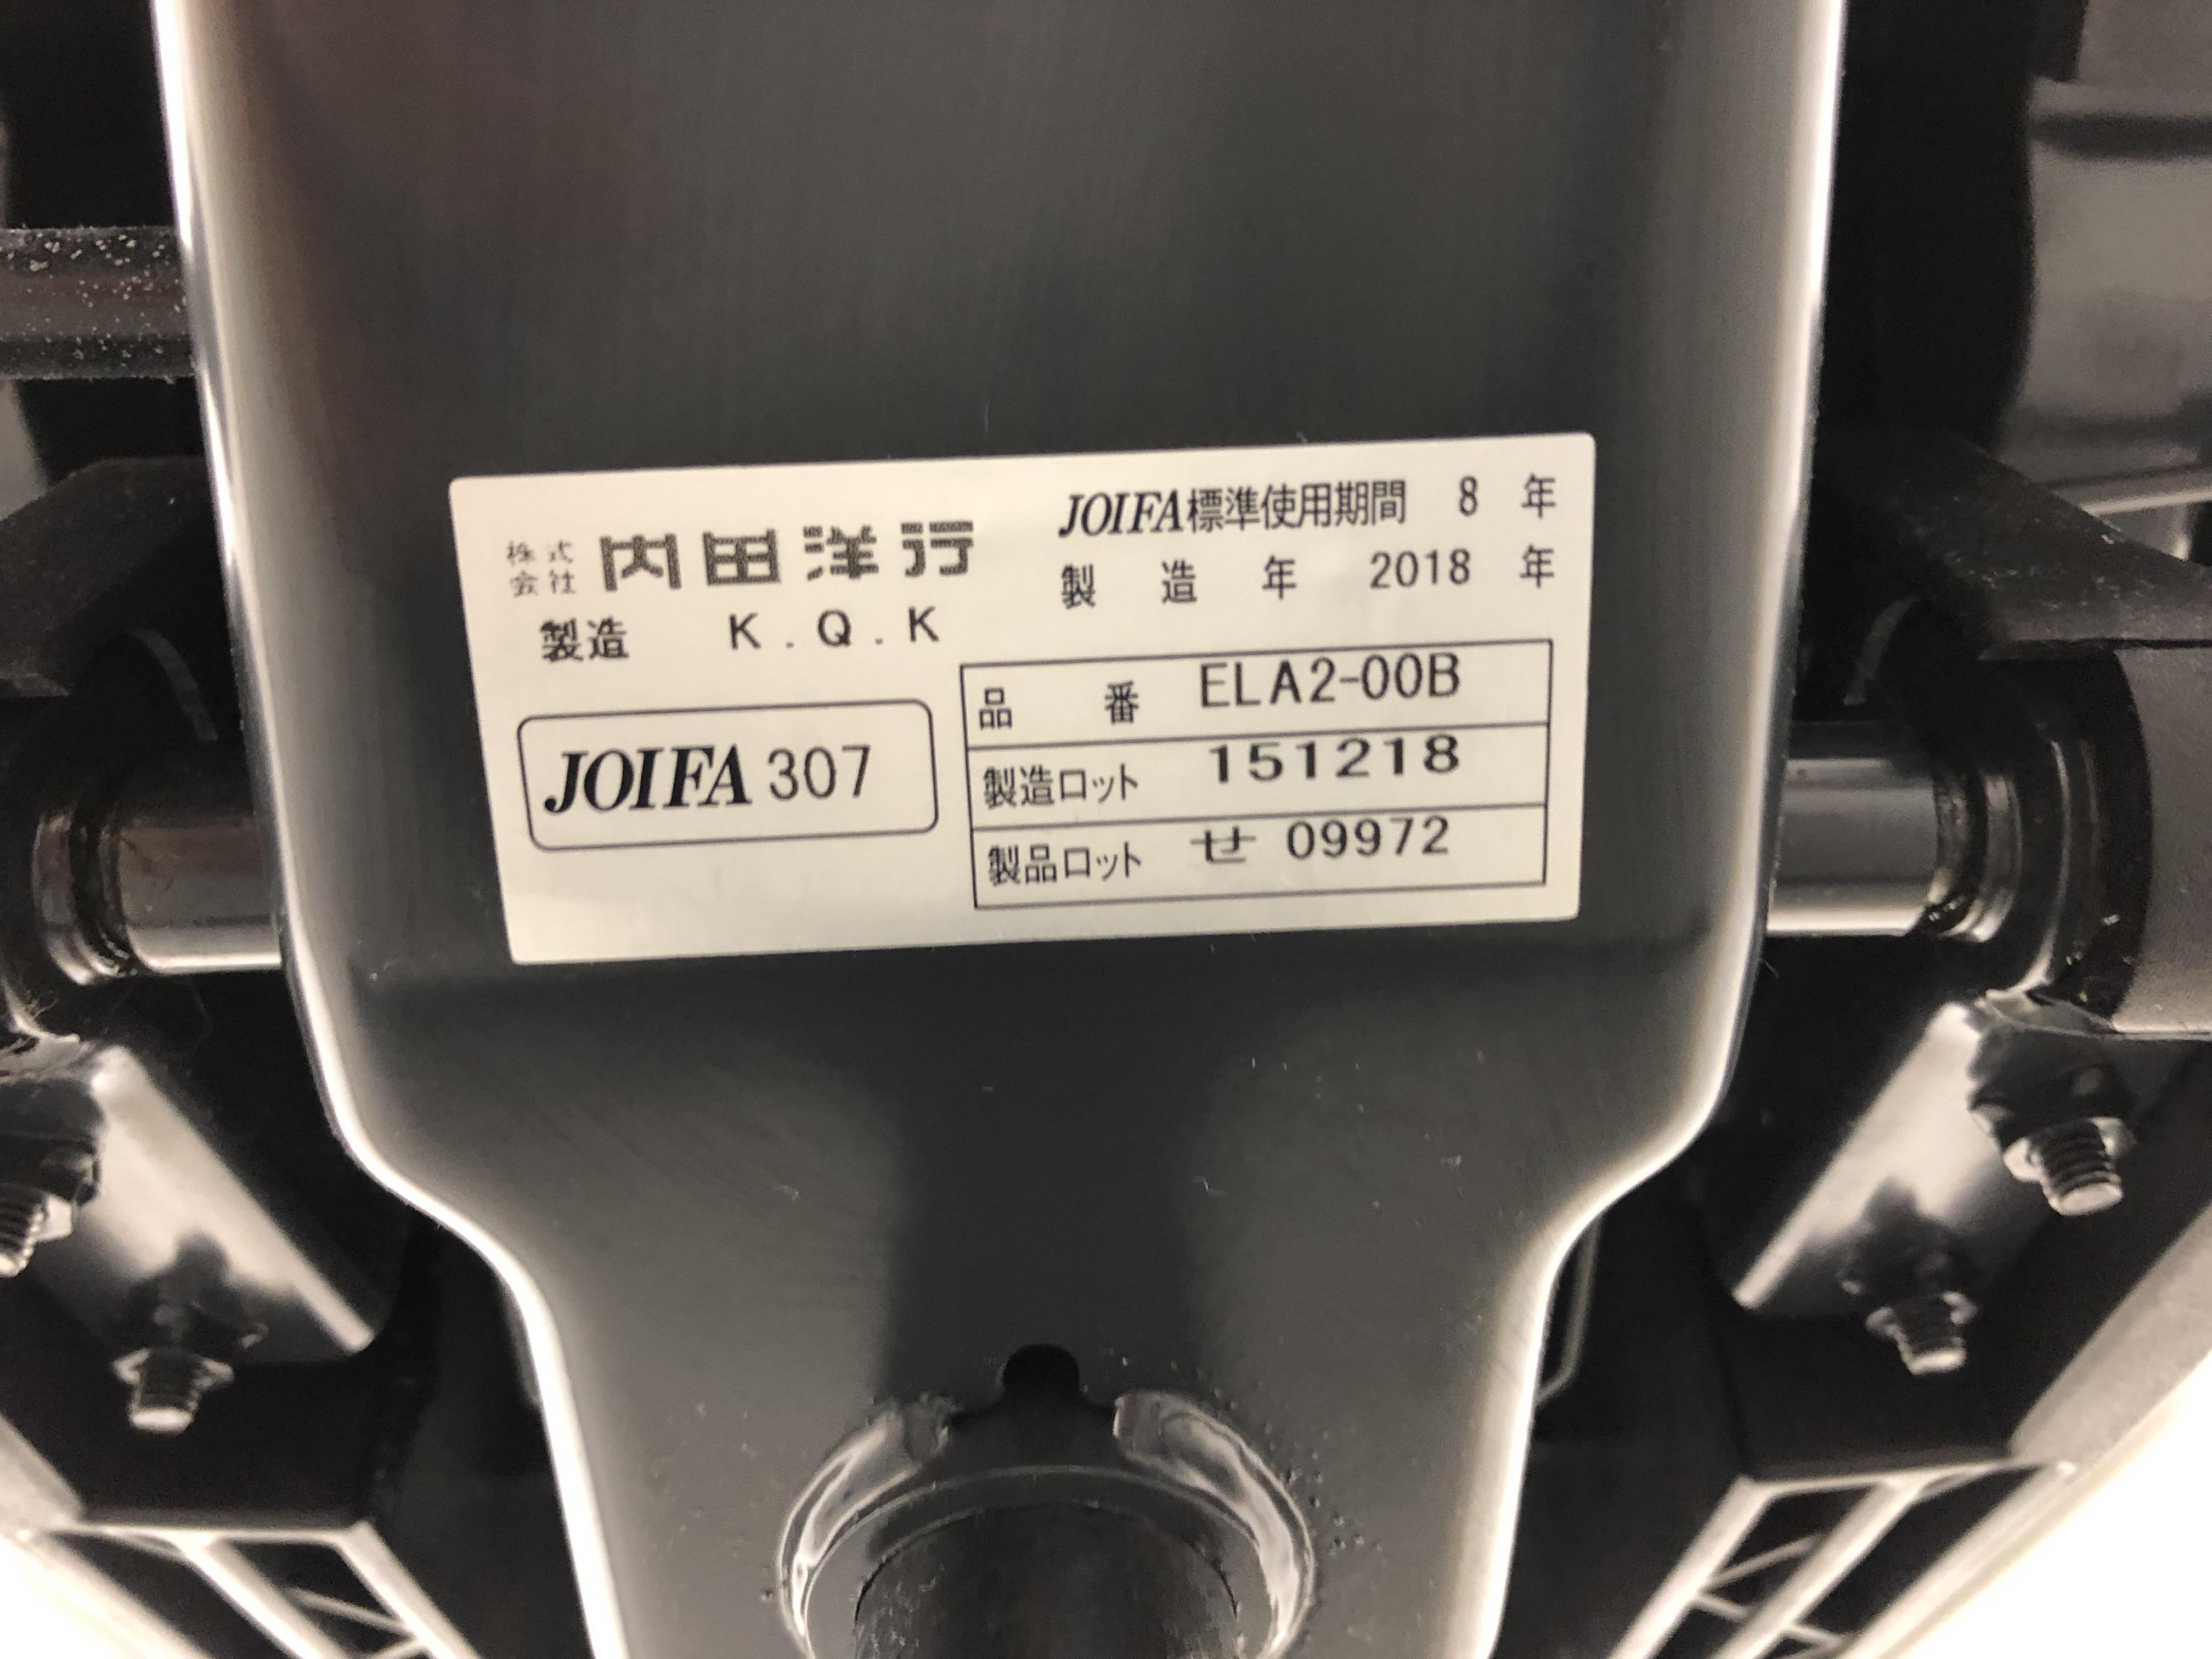 株式会社 内田洋行
製造 K.Q.K
JOIFA 307
JOIFA標準使用期間 8 年
製造年 2018 年
品番 ELA2-00B
製造ロット 151218
製品ロット せ 09972